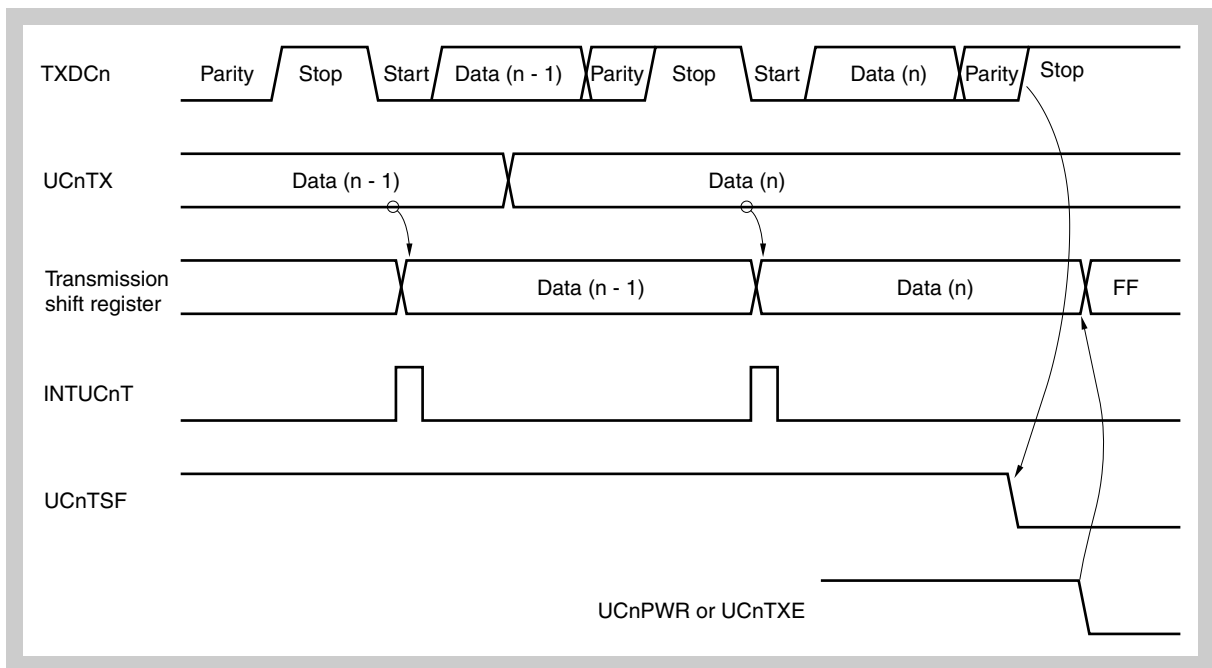 TXDCn
Parity
Stop
Start
Data (n - 1)
Parity
Stop
Start
Data (n)
Parity
Stop
UCnTX
Data (n - 1)
Data (n)
Transmission
shift register
Data (n - 1)
Data (n)
FF
INTUCnT
UCnTSF
UCnPWR or UCnTXE